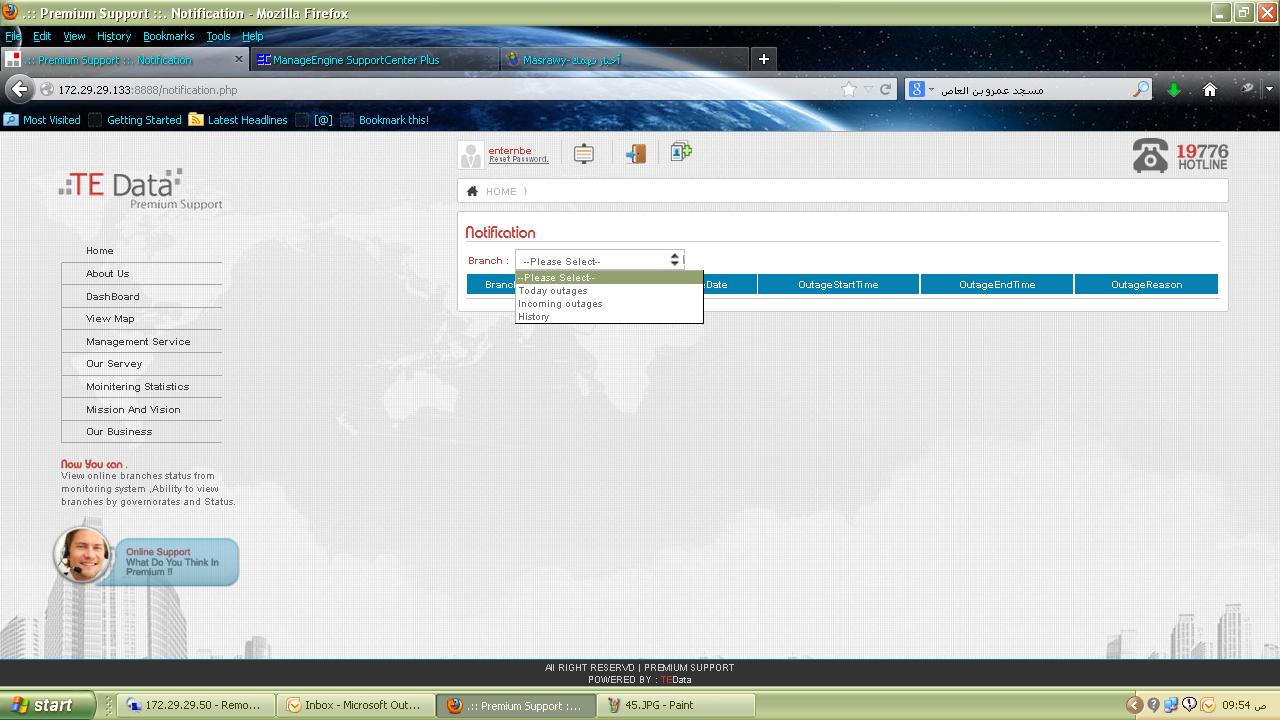 .:: Premium Support ::. Notification - Mozilla Firefox
File Edit View History Bookmarks Tools Help
.:: Premium Support ::. Notification
ManageEngine SupportCenter Plus
Masrawy-أخبار تهمك
172.29.29.133:8 /notification.php
مسجد عمرو بن العاص
Most Visited Getting Started Latest Headlines [@] Bookmark this!
enternbe
Reset Password.
19776
HOTLINE
TE Data
Premium Support
HOME
Notification
Branch : --Please Select--
--Please Select--
Today outages
Incoming outages
History
Branch
Date OutageStartTime OutageEndTime OutageReason
Home
About Us
DashBoard
View Map
Management Service
Our Servey
Moinitering Statistics
Mission And Vision
Our Business
Now You can .
View online branches status from
monitoring system ,Ability to view
branches by governorates and Status.
Online Support
What Do You Think In
Premium !!
All RIGHT RESERVD | PREMIUM SUPPORT
POWERED BY : TEData
start
172.29.29.50 - Remo...
Inbox - Microsoft Out...
.:: Premium Support :...
45.JPG - Paint
09:54 ص